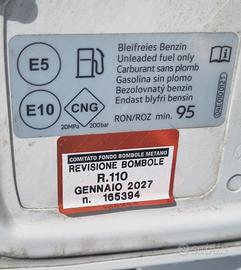 E5
E10
CNG
20MPa
200bar
Bleifreies Benzin
Unleaded fuel only
Carburant sans plomb
Gasolina sin plomo
Bezolovnatý benzin
Endast blyfri bensin
RON/ROZ min. 95
COMITATO FONDO BOMBOLE METANO
REVISIONE BOMBOLE
R.110
GENNAIO 2027
n. 165394